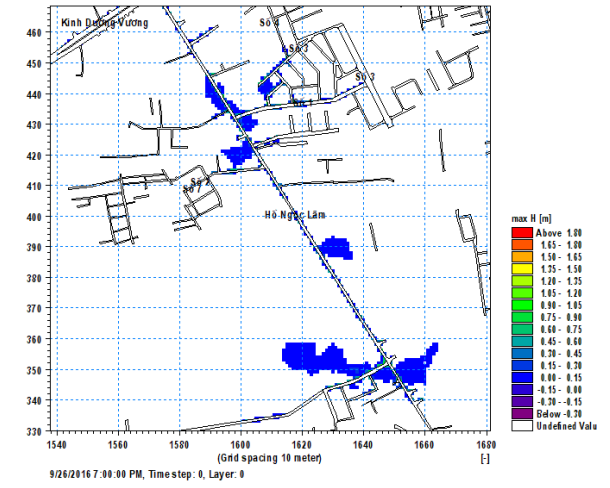 460
Kinh Dương Vương
Số 3
450
Số 3
440
430
420
410
Số 7
400
Hồ Ngọc Lãm
390
380
370
360
350
340
330
1540
1560
1580
1600
1620
1640
1660
1680
(Grid spacing 10 meter)
[-]
9/26/2016 7:00:00 PM, Time step: 0, Layer: 0
max H [m]
Above 1.80
1.65 - 1.80
1.50 - 1.65
1.35 - 1.50
1.20 - 1.35
1.05 - 1.20
0.90 - 1.05
0.75 - 0.90
0.60 - 0.75
0.45 - 0.60
0.30 - 0.45
0.15 - 0.30
0.00 - 0.15
-0.15 - 0.00
-0.30 - -0.15
Below -0.30
Undefined Valu